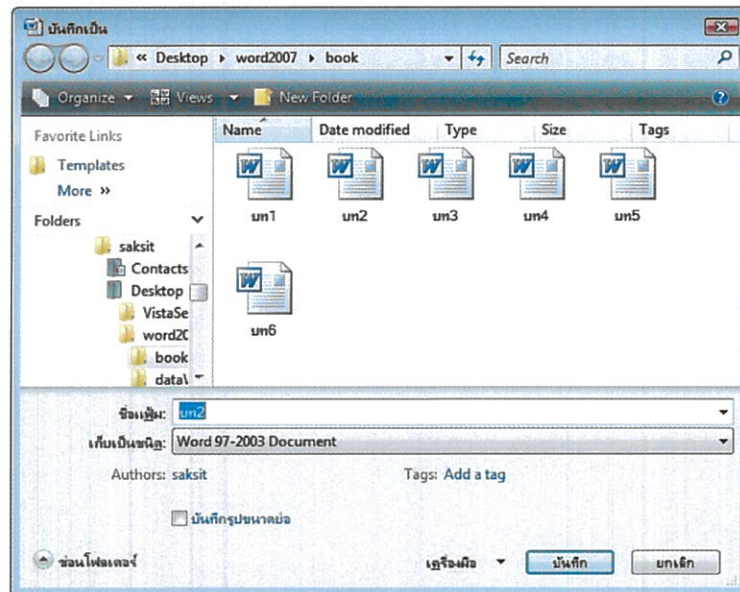 บันทึกเป็น
« Desktop ▸ word2007 ▸ book
Search
Organize
Views
New Folder
Favorite Links
Templates
More »
Folders
saksit
Contacts
Desktop
VistaSe
word20
book
data\
Name Date modified Type Size Tags
บท1 บท2 บท3 บท4 บท5
บท6
ชื่อแฟ้ม: บท2
เก็บเป็นชนิด: Word 97-2003 Document
Authors: saksit Tags: Add a tag
บันทึกรูปขนาดย่อ
ซ่อนโฟลเดอร์ เครื่องมือ บันทึก ยกเลิก